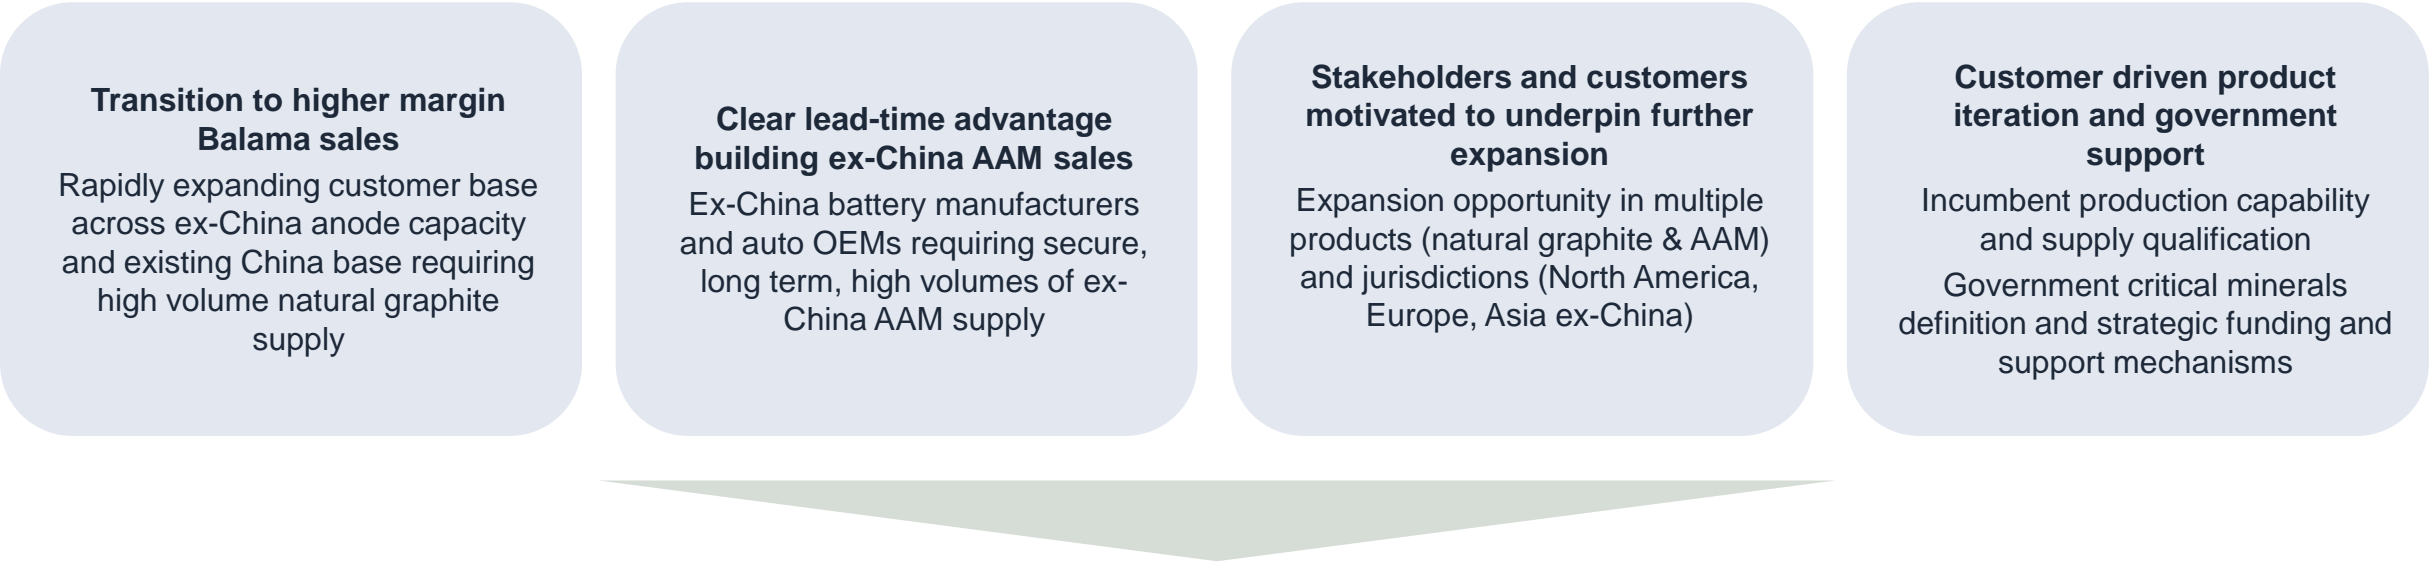 Transition to higher margin
Balama sales
Rapidly expanding customer base
across ex-China anode capacity
and existing China base requiring
high volume natural graphite
supply
Clear lead-time advantage
building ex-China AAM sales
Ex-China battery manufacturers
and auto OEMs requiring secure,
long term, high volumes of ex-
China AAM supply
Stakeholders and customers
motivated to underpin further
expansion
Expansion opportunity in multiple
products (natural graphite & AAM)
and jurisdictions (North America,
Europe, Asia ex-China)
Customer driven product
iteration and government
support
Incumbent production capability
and supply qualification
Government critical minerals
definition and strategic funding and
support mechanisms